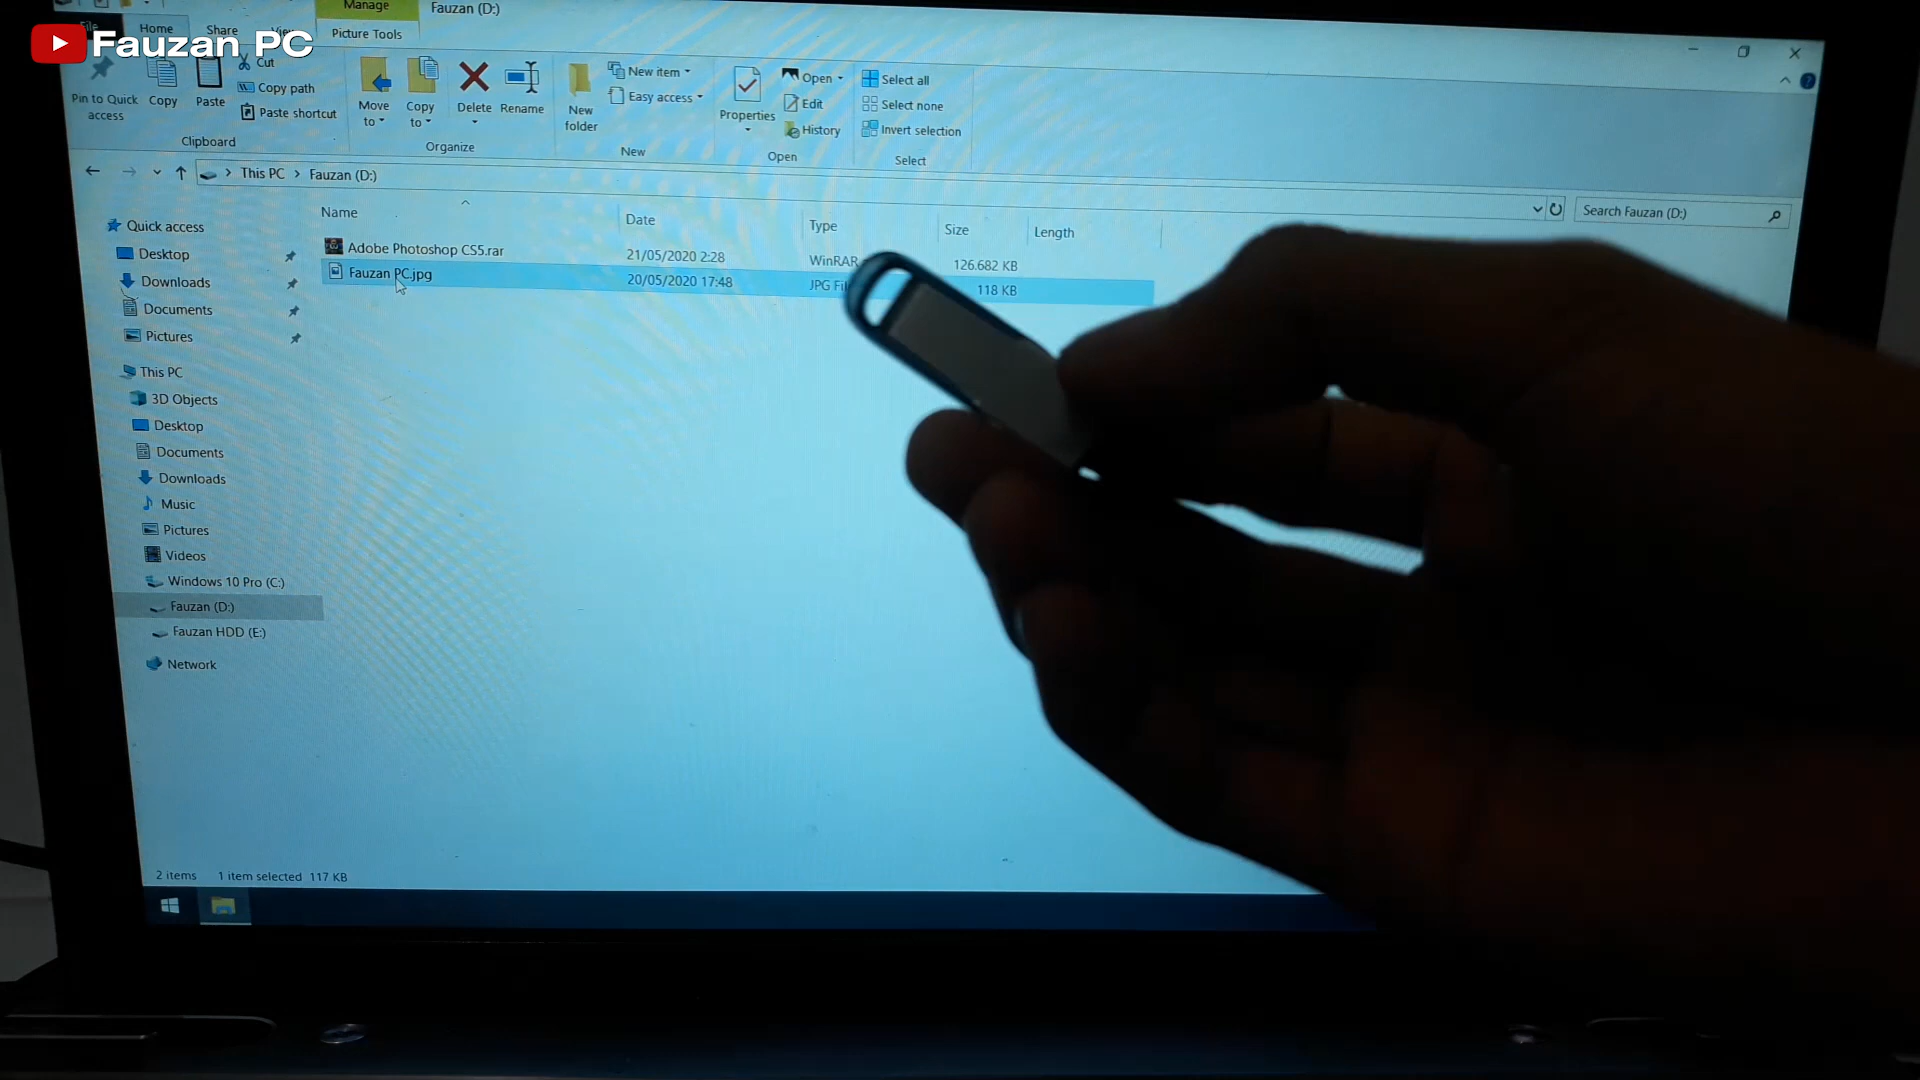 Fauzan PC
Manage
Fauzan (D:)
File
Home
Share
View
Picture Tools
Pin to Quick access
Copy
Paste
Cut
Copy path
Paste shortcut
Clipboard
Move to
Copy to
Delete
Rename
Organize
New folder
New item
Easy access
New
Properties
Open
Edit
History
Open
Select all
Select none
Invert selection
Select
This PC
Fauzan (D:)
Search Fauzan (D:)
Name
Date
Type
Size
Length
Adobe Photoshop CS5.rar
21/05/2020 2:28
WinRAR
126.682 KB
Fauzan PC.jpg
20/05/2020 17:48
JPG
118 KB
Quick access
Desktop
Downloads
Documents
Pictures
This PC
3D Objects
Desktop
Documents
Downloads
Music
Pictures
Videos
Windows 10 Pro (C:)
Fauzan (D:)
Fauzan HDD (E:)
Network
2 items
1 item selected 117 KB